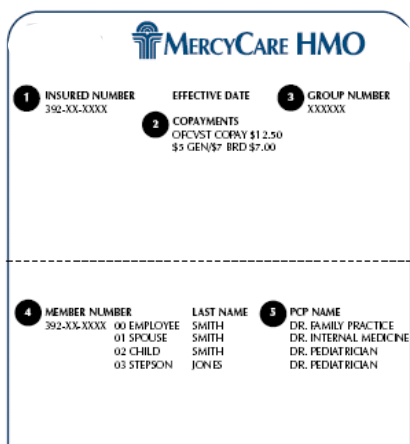 MERCYCARE HMO
1 INSURED NUMBER EFFECTIVE DATE 3 GROUP NUMBER
392-XX-XXXX XXXXXX
2 COPAYMENTS
OFCVST COPAY $12.50
$5 GEN/$7 BRD $7.00
4 MEMBER NUMBER LAST NAME 5 PCP NAME
392-XX-XXXX 00 EMPLOYEE SMITH DR. FAMILY PRACTICE
01 SPOUSE SMITH DR. INTERNAL MEDICINE
02 CHILD SMITH DR. PEDIATRICIAN
03 STEPSON JONES DR. PEDIATRICIAN